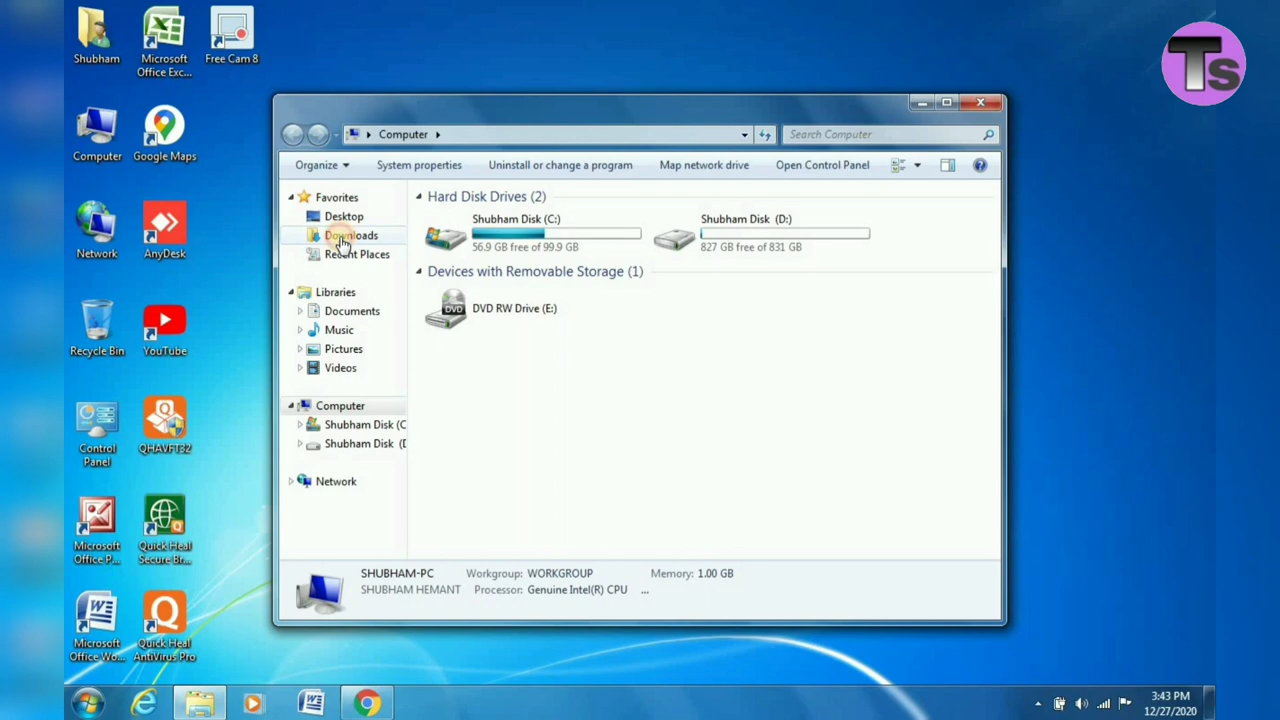 Shubham
Microsoft
Office Exc...
Free Cam 8
Computer
Google Maps
Network
AnyDesk
Recycle Bin
YouTube
Control
Panel
QHAVFT32
Microsoft
Office P...
Quick Heal
Secure Br...
Microsoft
Office Wo...
Quick Heal
AntiVirus Pro
Ts
Computer
Search Computer
Organize
System properties
Uninstall or change a program
Map network drive
Open Control Panel
Favorites
Desktop
Downloads
Recent Places
Libraries
Documents
Music
Pictures
Videos
Computer
Shubham Disk (C
Shubham Disk (D
Network
Hard Disk Drives (2)
Shubham Disk (C:)
56.9 GB free of 99.9 GB
Shubham Disk (D:)
827 GB free of 831 GB
Devices with Removable Storage (1)
DVD
DVD RW Drive (E:)
SHUBHAM-PC Workgroup: WORKGROUP Memory: 1.00 GB
SHUBHAM HEMANT Processor: Genuine Intel(R) CPU ...
3:43 PM
12/27/2020